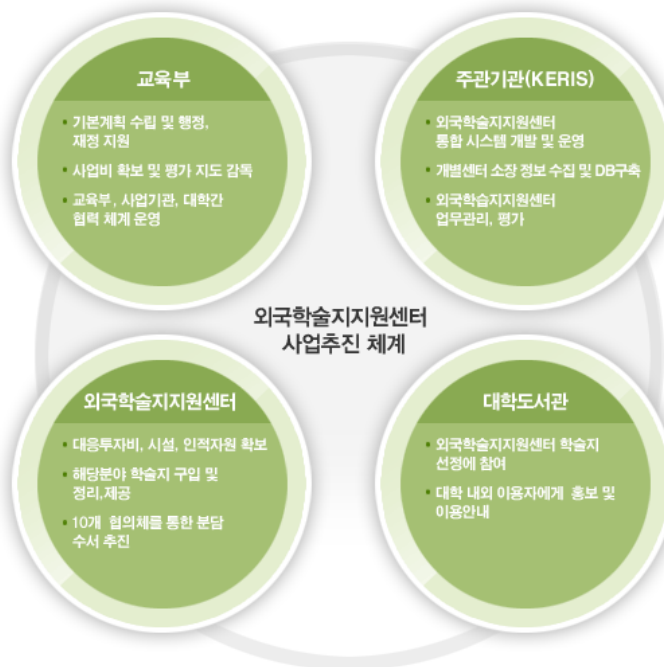 교육부
• 기본계획 수립 및 행정,
재정 지원
• 사업비 확보 및 평가 지도 감독
• 교육부, 사업기관, 대학간
협력 체계 운영
주관기관(KERIS)
• 외국학술지지원센터
통합 시스템 개발 및 운영
• 개별센터 소장 정보 수집 및 DB구축
• 외국학습지지원센터
업무관리, 평가
외국학술지지원센터
사업추진 체계
외국학술지지원센터
• 대응투자비, 시설, 인적자원 확보
• 해당분야 학술지 구입 및
정리,제공
• 10개 협의체를 통한 분담
수서 추진
대학도서관
• 외국학술지지원센터 학술지
선정에 참여
• 대학 내외 이용자에게 홍보 및
이용안내